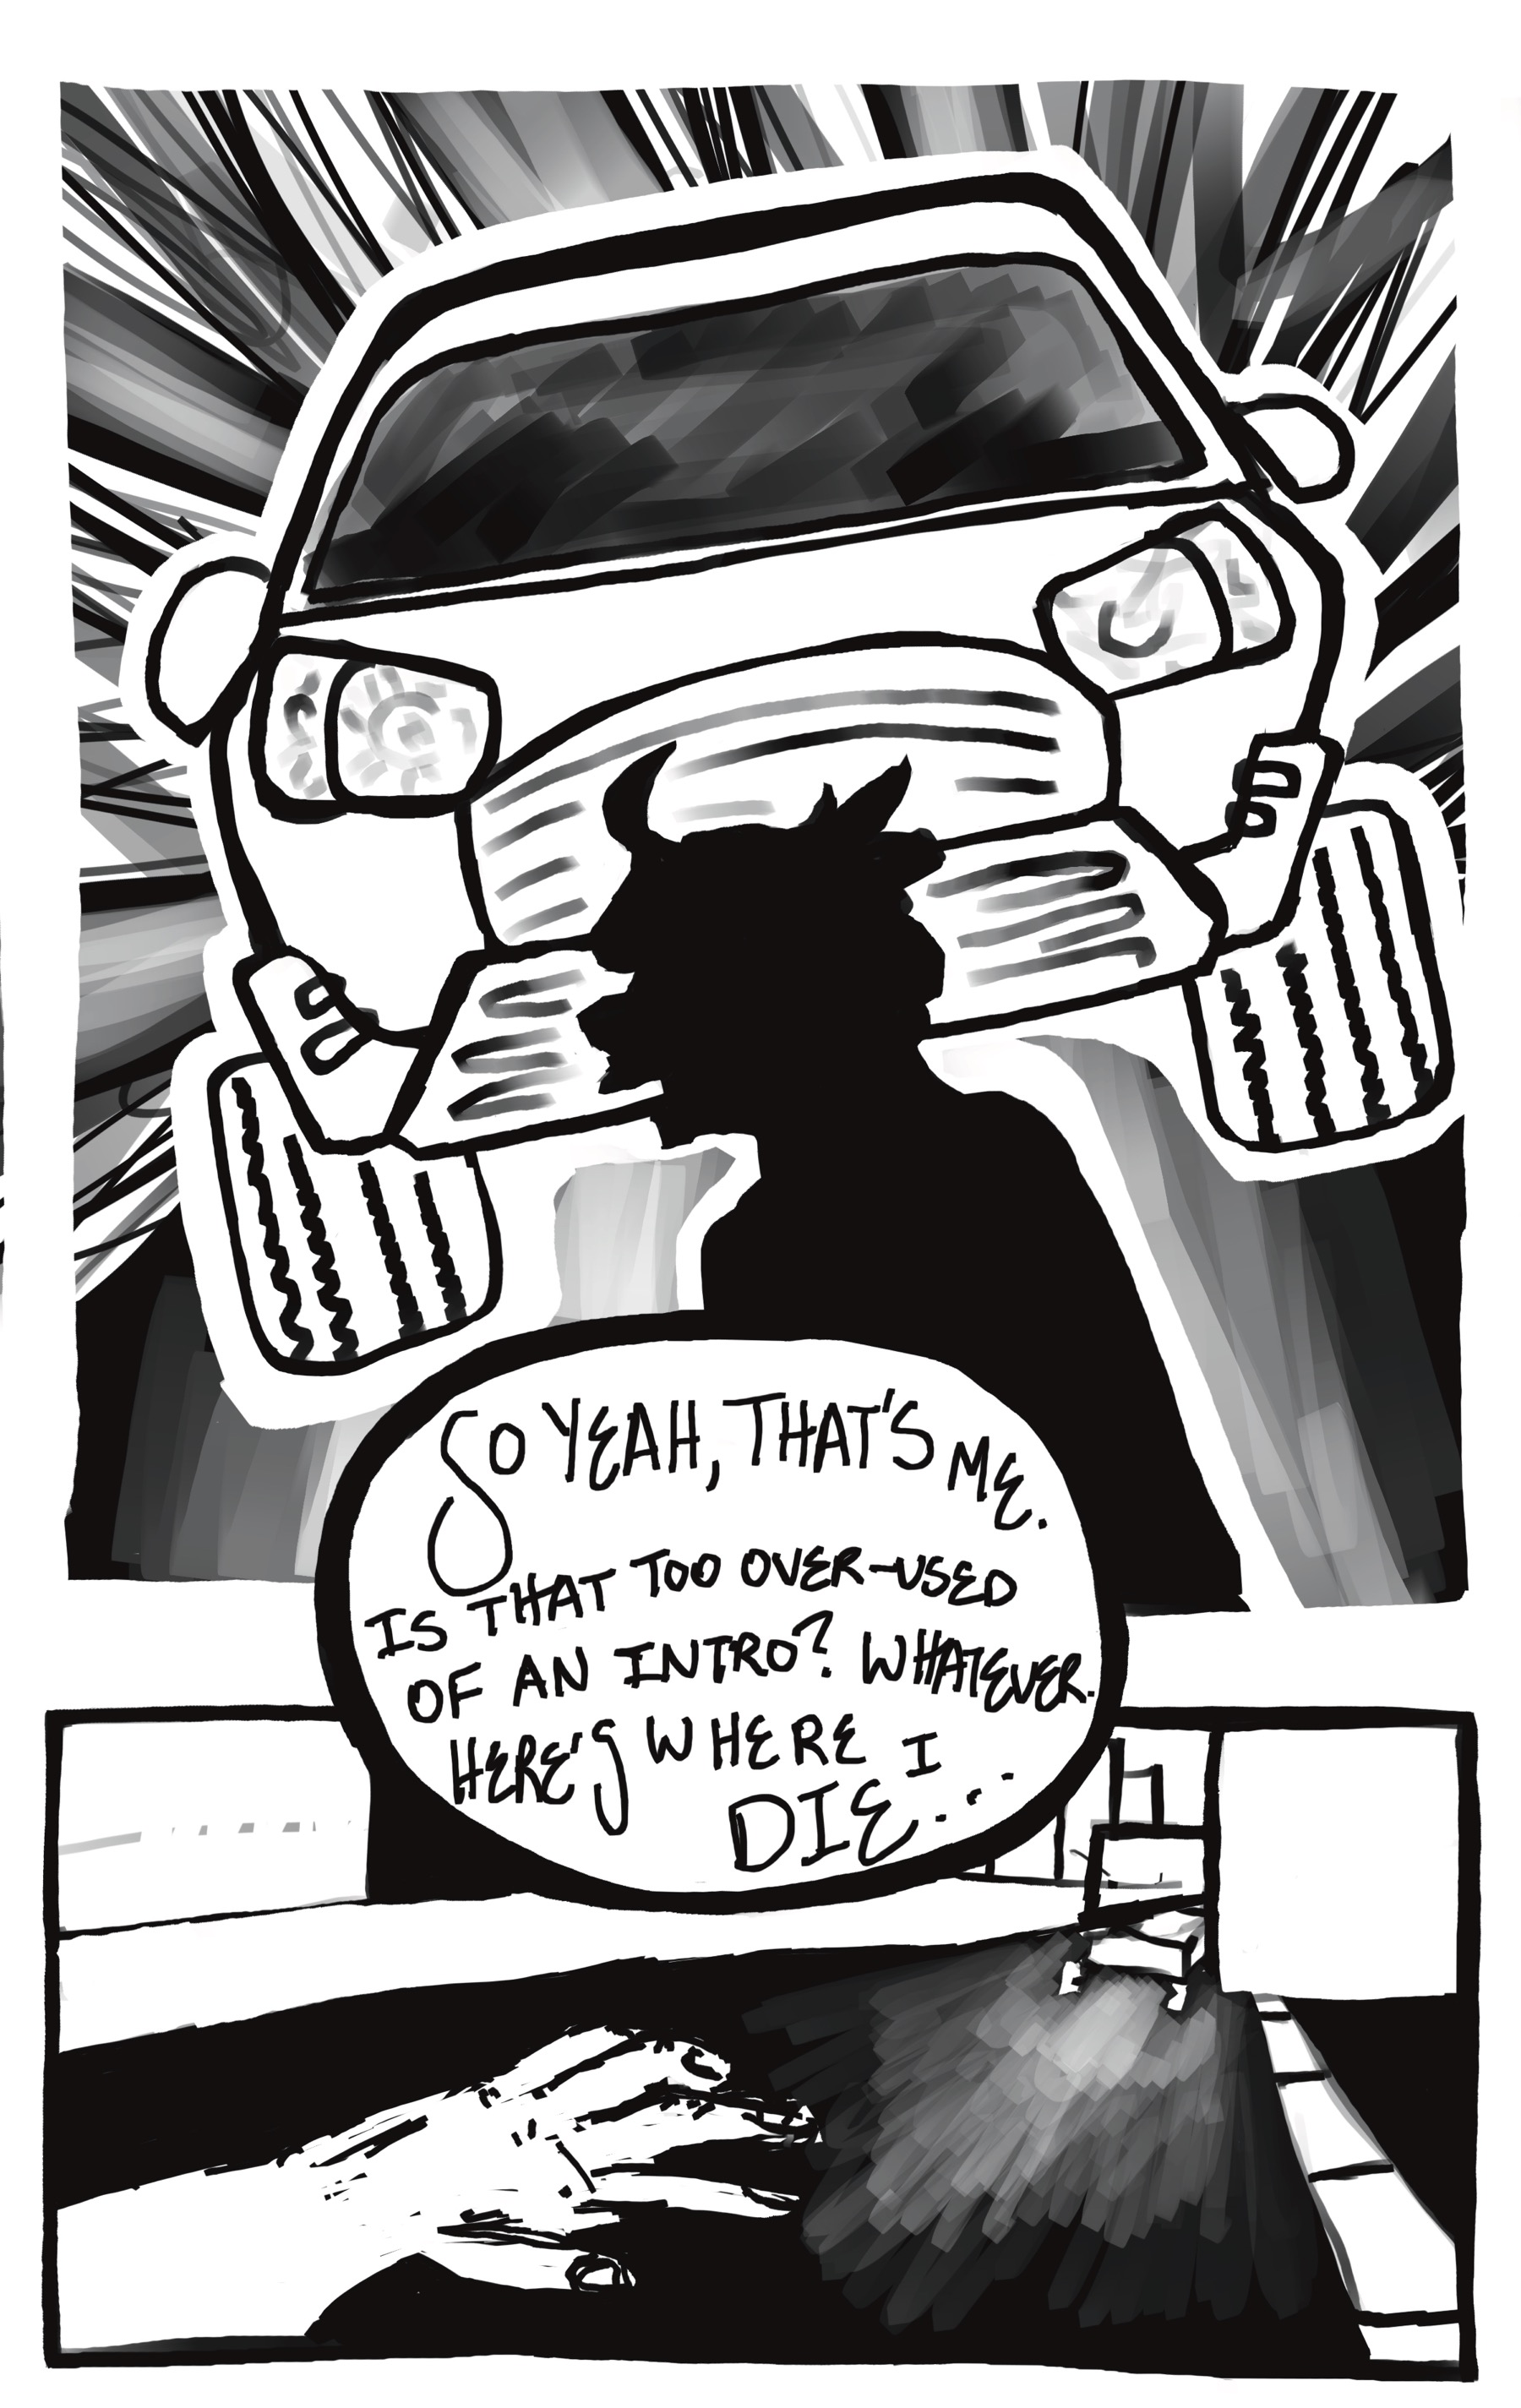 SO YEAH, THAT'S ME.
IS THAT TOO OVER-USED
OF AN INTRO? WHATEVER.
HERE'S WHERE I
DIE...